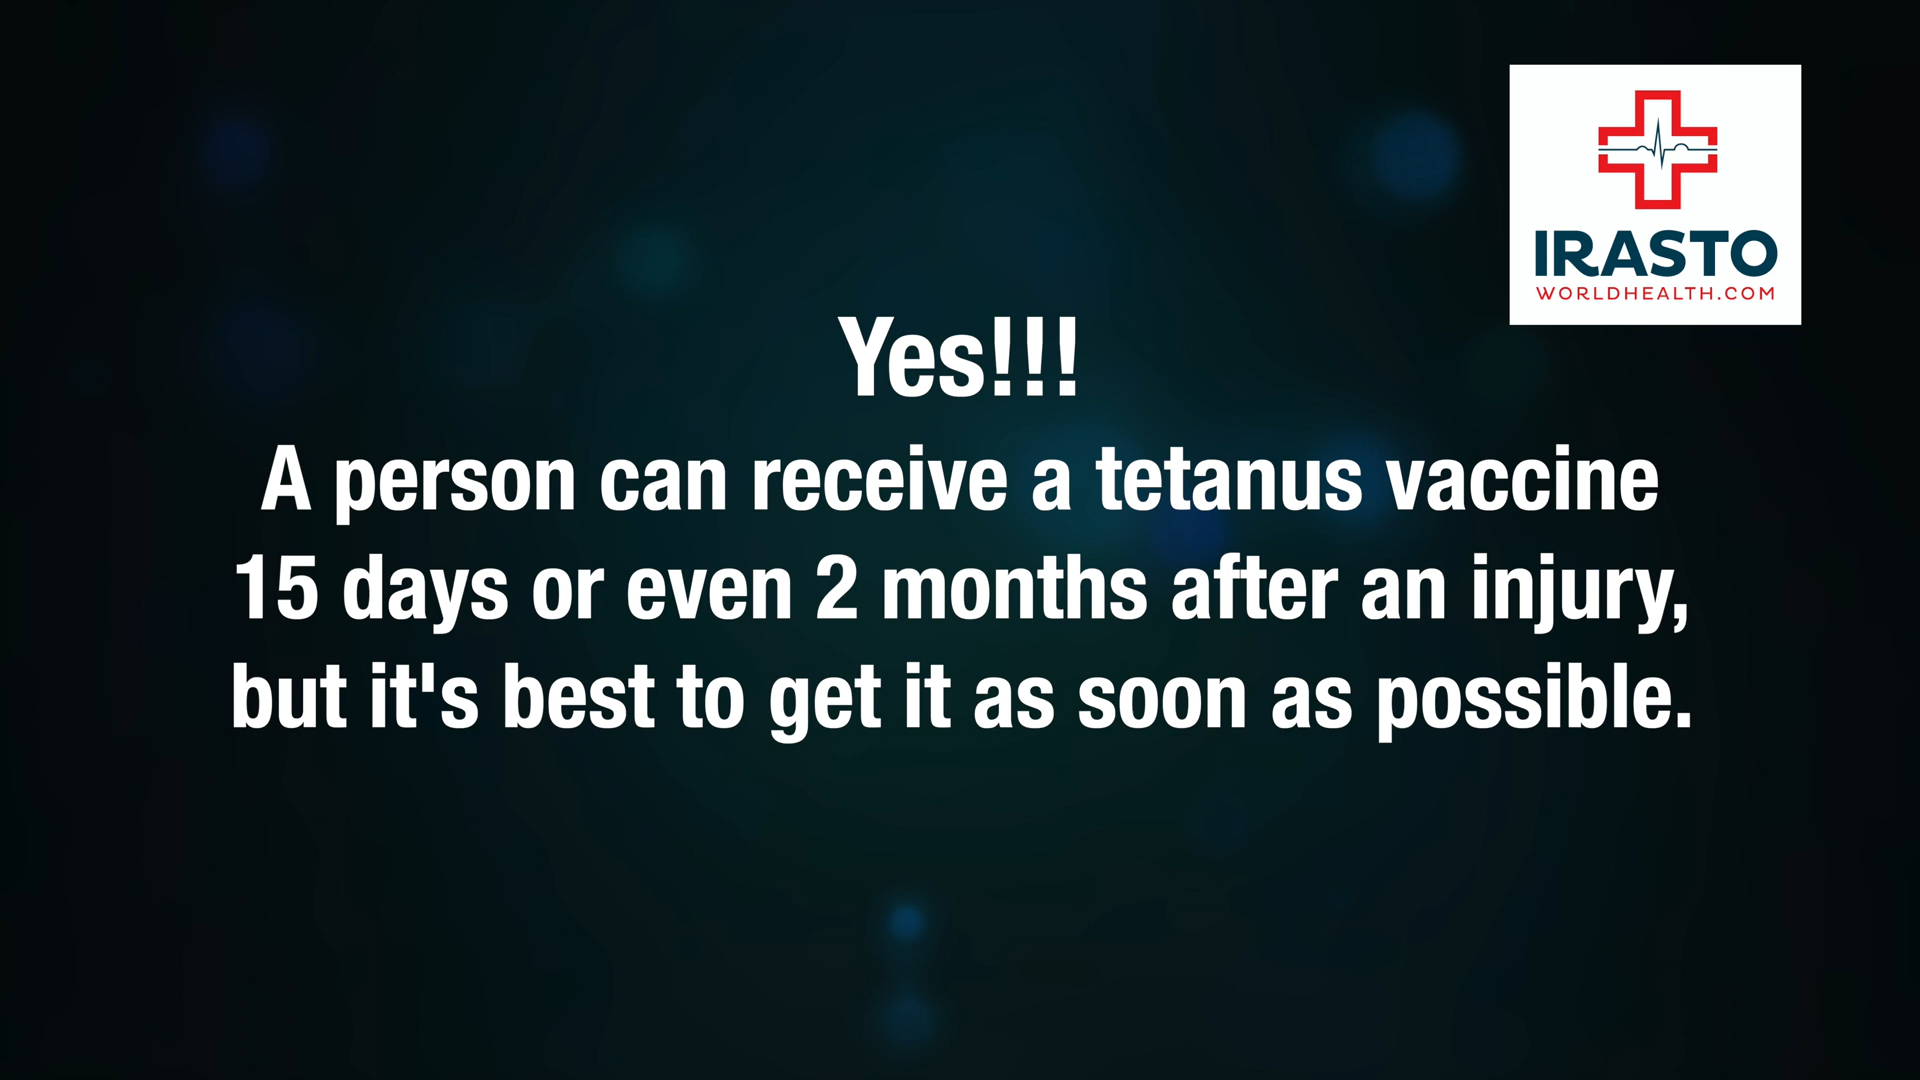 IRASTO
WORLDHEALTH.COM
Yes!!!
A person can receive a tetanus vaccine
15 days or even 2 months after an injury,
but it's best to get it as soon as possible.